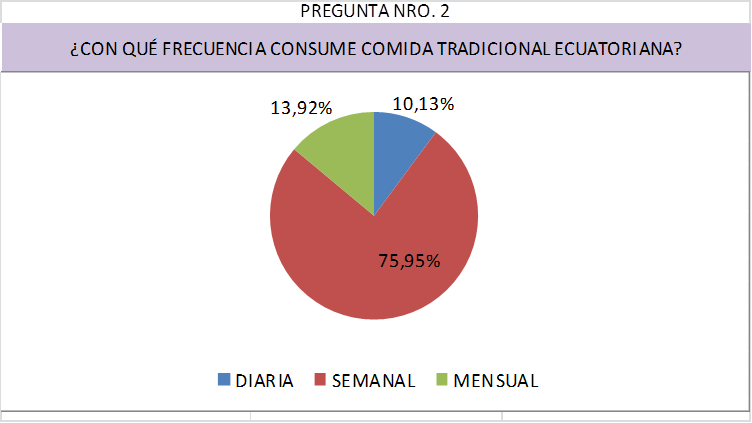 PREGUNTA NRO. 2
¿CON QUÉ FRECUENCIA CONSUME COMIDA TRADICIONAL ECUATORIANA?
13,92% 10,13%
75,95%
DIARIA SEMANAL MENSUAL